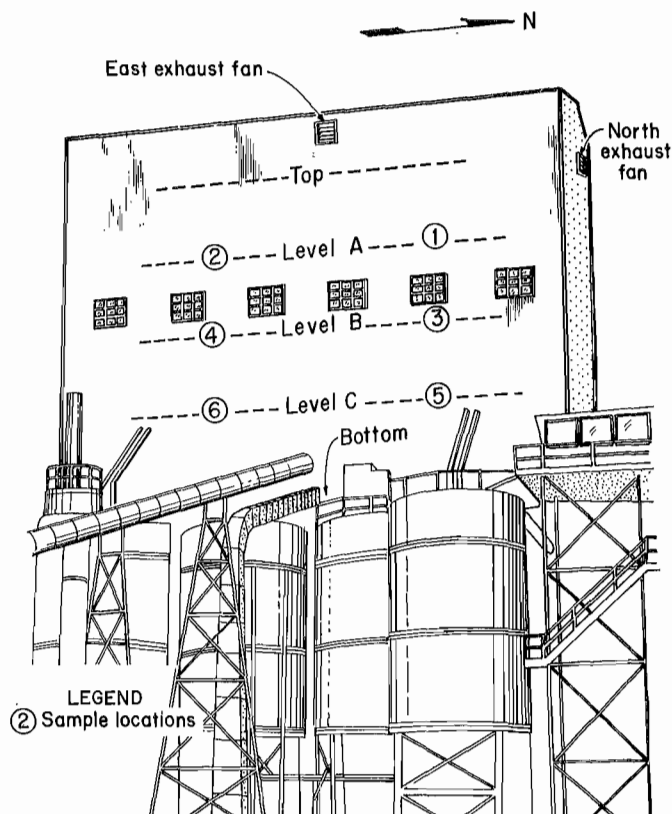 N
East exhaust fan
North
exhaust
fan
Top
② Level A ①
④ Level B ③
⑥ Level C ⑤
Bottom
LEGEND
② Sample locations